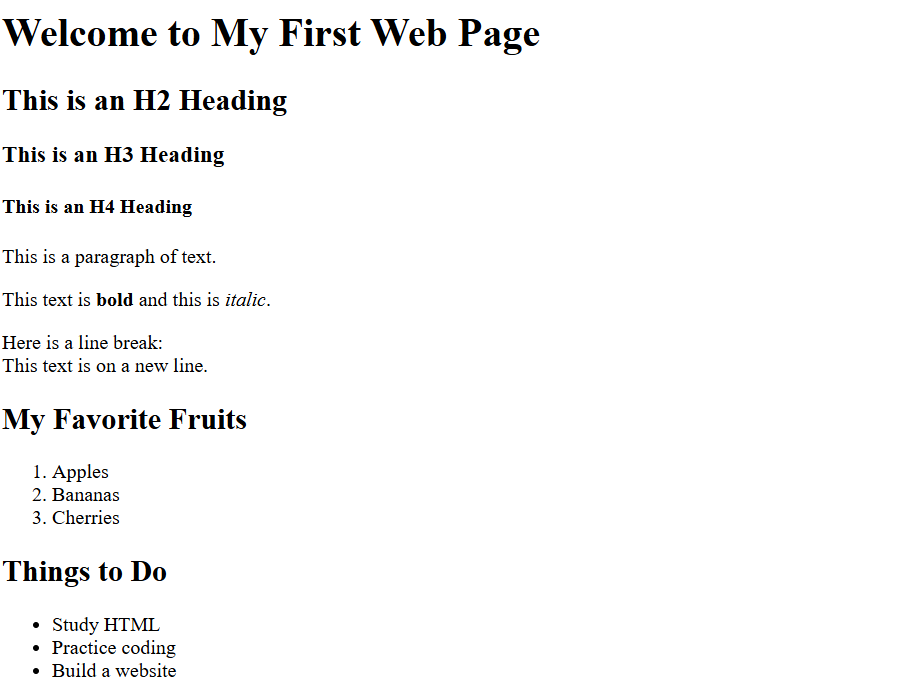 Welcome to My First Web Page
This is an H2 Heading
This is an H3 Heading
This is an H4 Heading
This is a paragraph of text.
This text is bold and this is italic.
Here is a line break:
This text is on a new line.
My Favorite Fruits
1. Apples
2. Bananas
3. Cherries
Things to Do
• Study HTML
• Practice coding
• Build a website